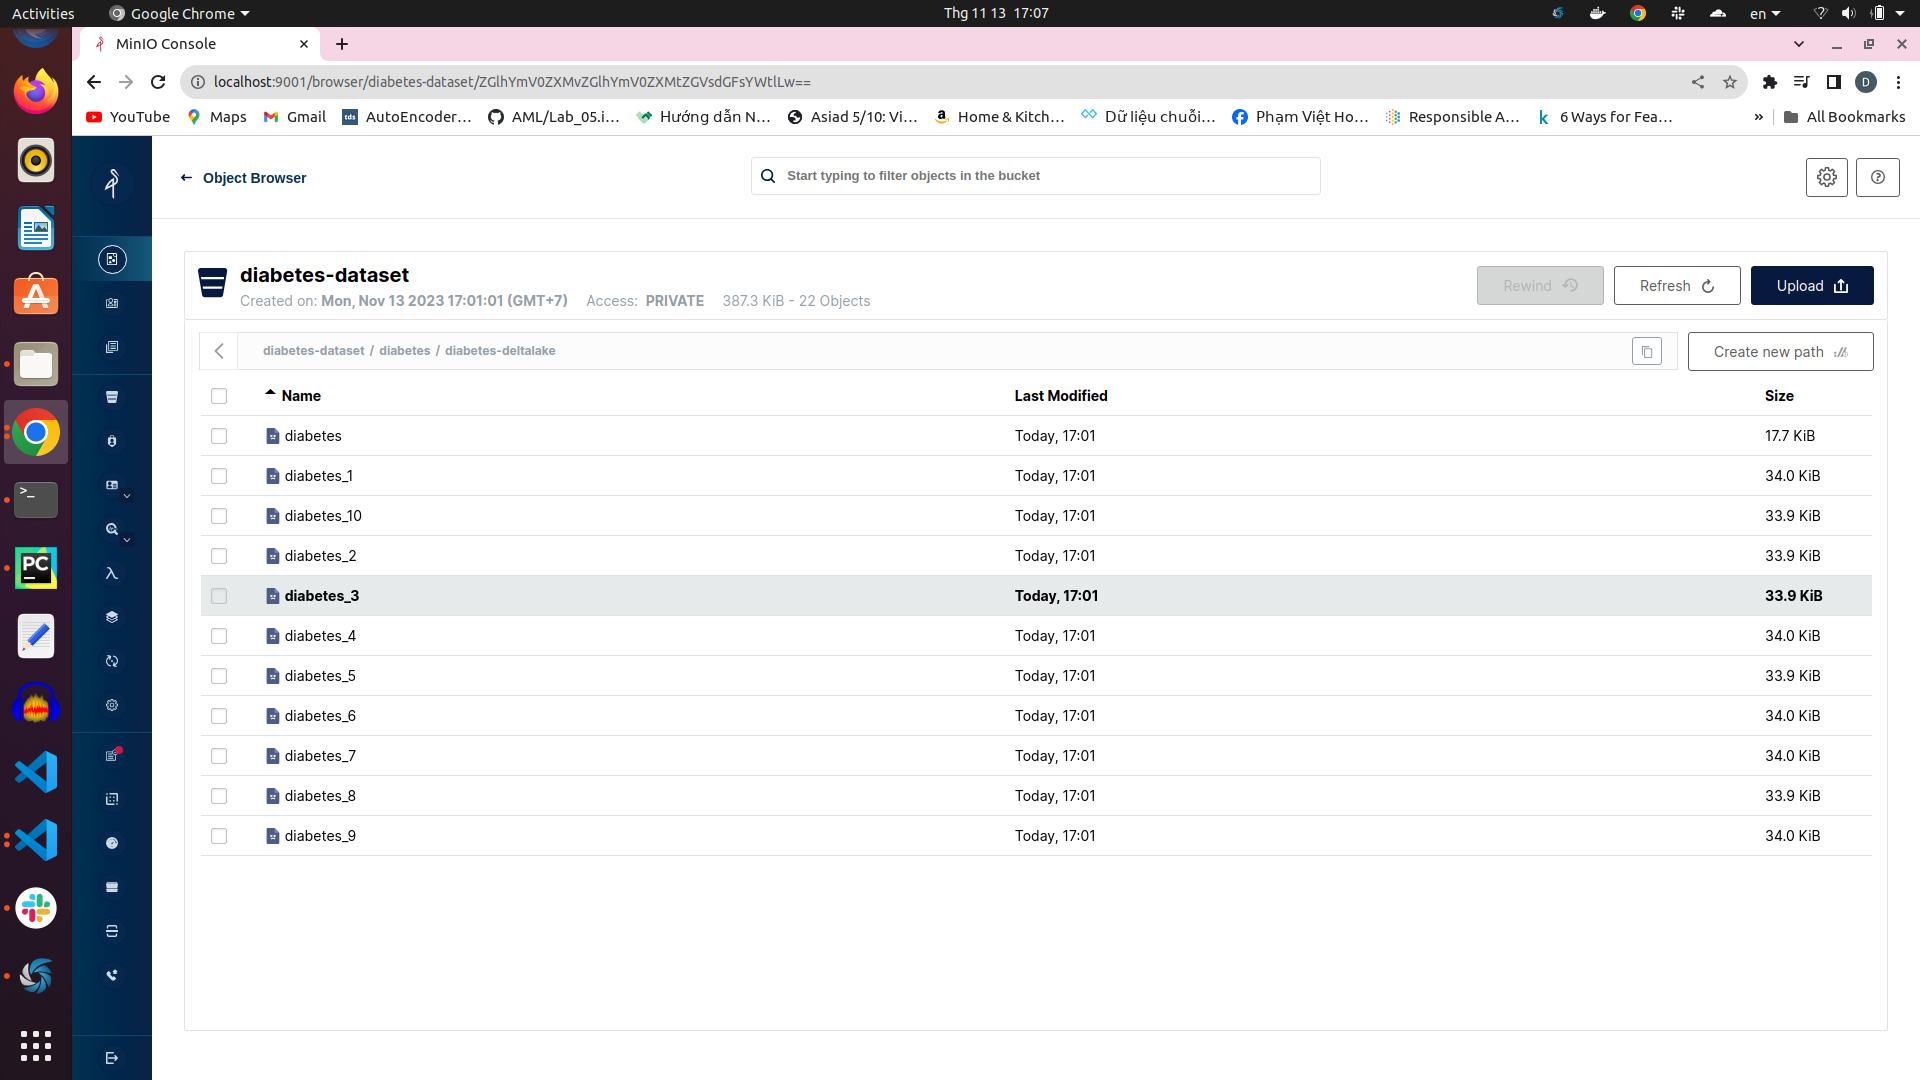 Activities
Google Chrome
Thg 11 13 17:07
en
MinIO Console
localhost:9001/browser/diabetes-dataset/ZGlhYmV0ZXMvZGlhYmV0ZXMtZGVsdGFsYWtlLw==
D
YouTube
Maps
Gmail
tds AutoEncoder...
AML/Lab_05.i...
Hướng dẫn N...
Asiad 5/10: Vi...
Home & Kitch...
Dữ liệu chuỗi...
Phạm Việt Ho...
Responsible A...
k 6 Ways for Fea...
»
All Bookmarks
Object Browser
Start typing to filter objects in the bucket
diabetes-dataset
Created on: Mon, Nov 13 2023 17:01:01 (GMT+7) Access: PRIVATE 387.3 KiB - 22 Objects
Rewind
Refresh
Upload
diabetes-dataset / diabetes / diabetes-deltalake
Create new path
Name Last Modified Size
diabetes Today, 17:01 17.7 KiB
diabetes_1 Today, 17:01 34.0 KiB
diabetes_10 Today, 17:01 33.9 KiB
diabetes_2 Today, 17:01 33.9 KiB
diabetes_3 Today, 17:01 33.9 KiB
diabetes_4 Today, 17:01 34.0 KiB
diabetes_5 Today, 17:01 33.9 KiB
diabetes_6 Today, 17:01 34.0 KiB
diabetes_7 Today, 17:01 34.0 KiB
diabetes_8 Today, 17:01 33.9 KiB
diabetes_9 Today, 17:01 34.0 KiB
PC